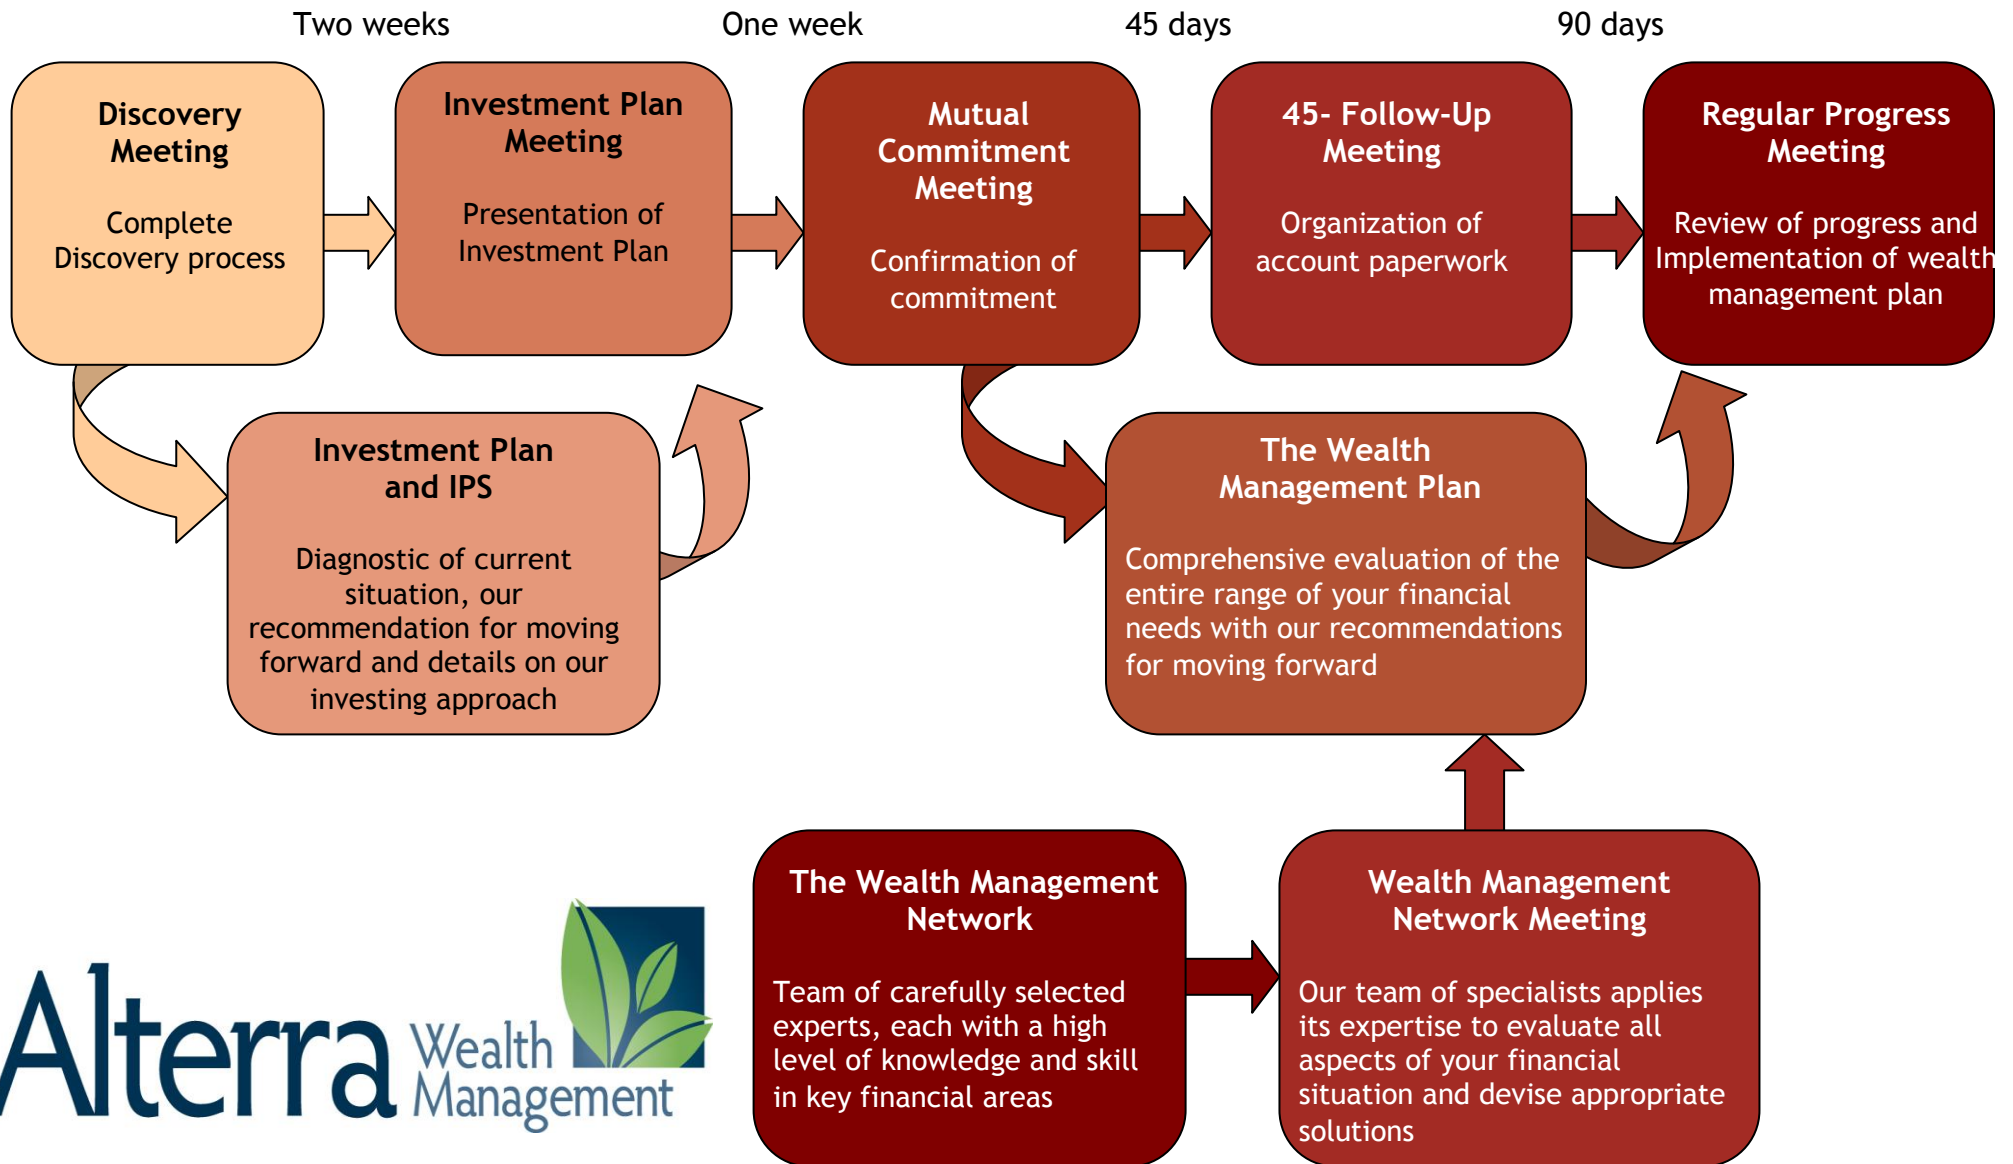 Two weeks
One week
45 days
90 days
Discovery
Meeting
Complete
Discovery process
Investment Plan
Meeting
Presentation of
Investment Plan
Mutual
Commitment
Meeting
Confirmation of
commitment
45- Follow-Up
Meeting
Organization of
account paperwork
Regular Progress
Meeting
Review of progress and
Implementation of wealth
management plan
Investment Plan
and IPS
Diagnostic of current
situation, our
recommendation for moving
forward and details on our
investing approach
The Wealth
Management Plan
Comprehensive evaluation of the
entire range of your financial
needs with our recommendations
for moving forward
The Wealth Management
Network
Team of carefully selected
experts, each with a high
level of knowledge and skill
in key financial areas
Wealth Management
Network Meeting
Our team of specialists applies
its expertise to evaluate all
aspects of your financial
situation and devise appropriate
solutions
Alterra Wealth
Management